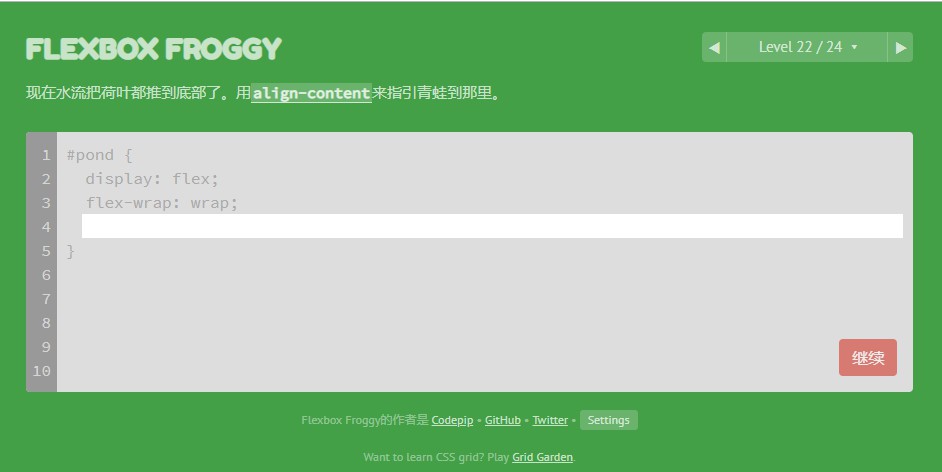 FLEXBOX FROGGY
◀ Level 22 / 24 ▾ ▶
现在水流把荷叶都推到底部了。用align-content来指引青蛙到那里。
1 #pond {
2 display: flex;
3 flex-wrap: wrap;
4
5 }
6
7
8
9
10
继续
Flexbox Froggy的作者是 Codepip • GitHub • Twitter • Settings
Want to learn CSS grid? Play Grid Garden.